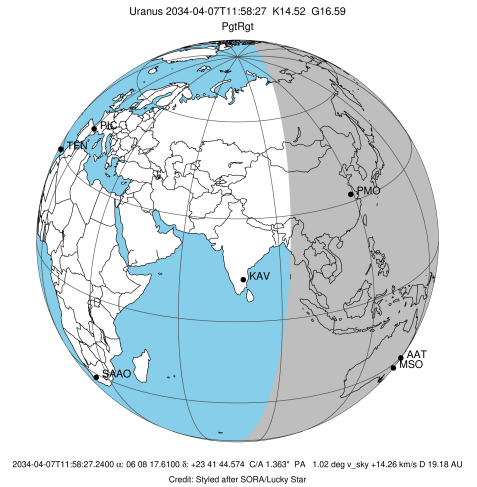 Uranus 2034-04-07T11:58:27 K14.52 G16.59
PgtRgt
PIC
TEN
PMO
KAV
AAT
MSO
SAAO
2034-04-07T11:58:27.2400 α: 06 08 17.6100 δ: +23 41 44.574 C/A 1.363" PA 1.02 deg v_sky +14.26 km/s D 19.18 AU
Credit: Styled after SORA/Lucky Star